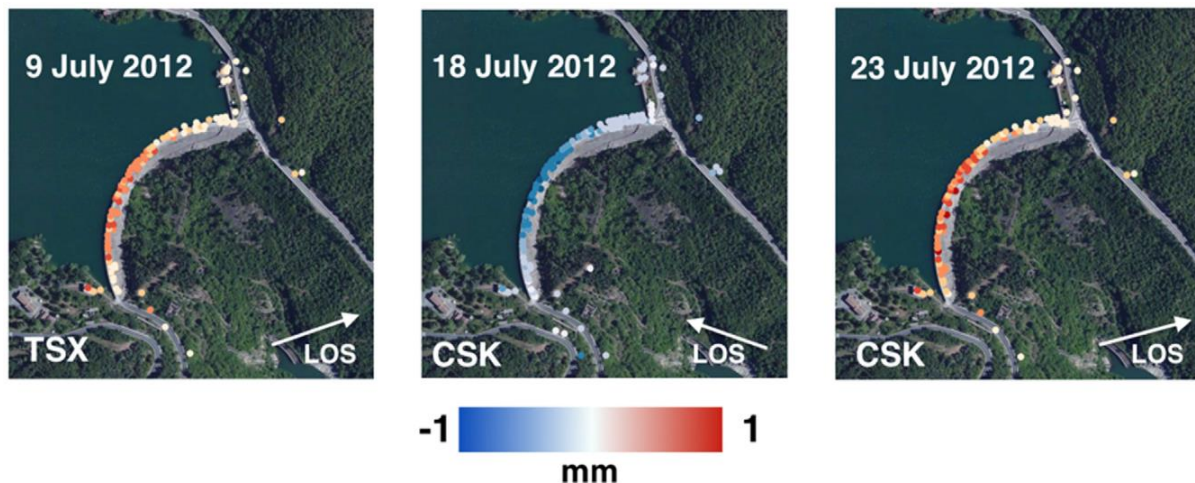 9 July 2012
18 July 2012
23 July 2012
TSX
LOS
CSK
LOS
CSK
LOS
-1
1
mm